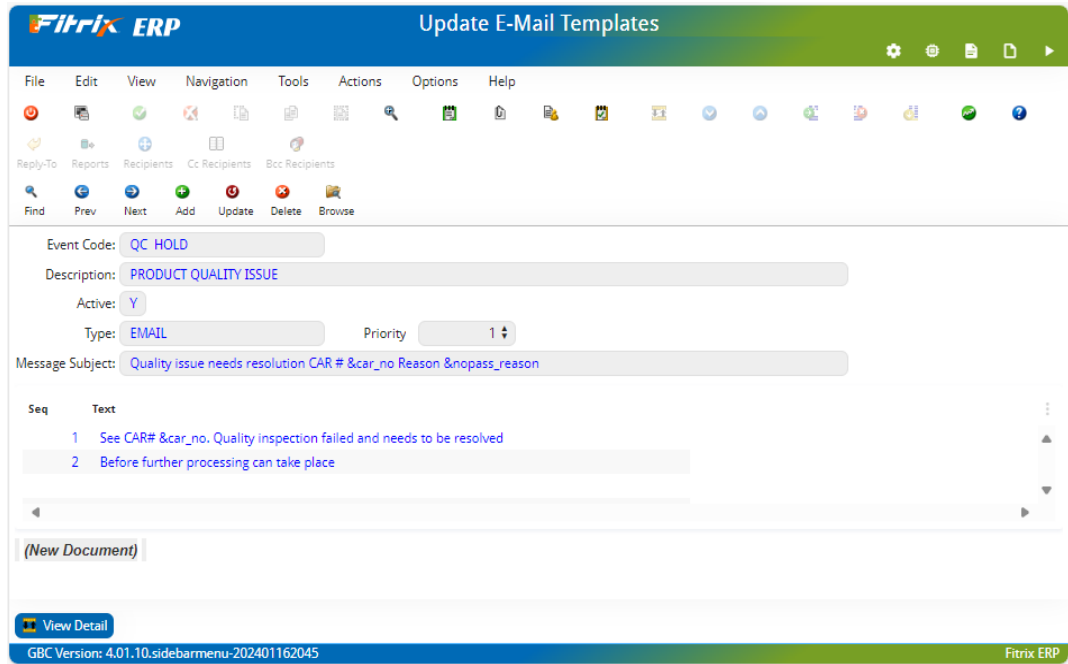 Fitrix ERP
Update E-Mail Templates
File Edit View Navigation Tools Actions Options Help
Reply-To Reports Recipients Cc Recipients Bcc Recipients
Find Prev Next Add Update Delete Browse
Event Code: QC HOLD
Description: PRODUCT QUALITY ISSUE
Active: Y
Type: EMAIL Priority 1
Message Subject: Quality issue needs resolution CAR # &car_no Reason &nopass_reason
Seq Text
1 See CAR# &car_no. Quality inspection failed and needs to be resolved
2 Before further processing can take place
(New Document)
View Detail
GBC Version: 4.01.10.sidebarmenu-202401162045 Fitrix ERP